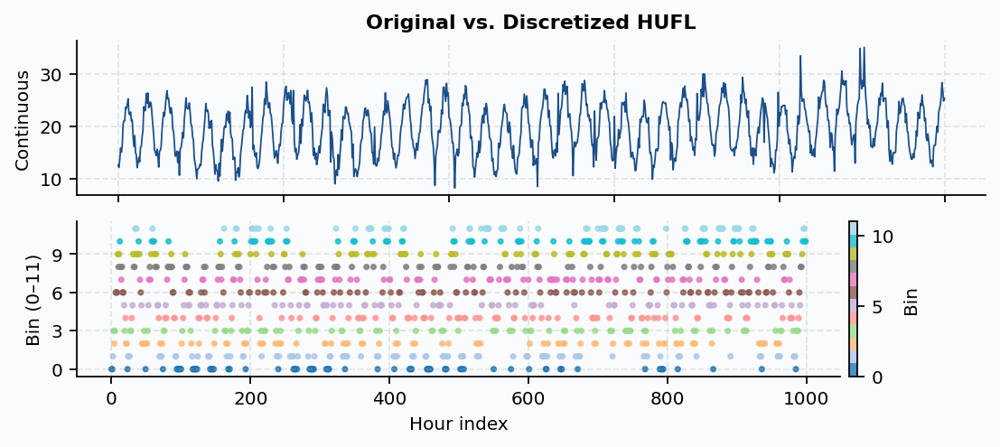 Original vs. Discretized HUFL
Continuous
30
20
10
Bin (0–11)
9
6
3
0
0 200 400 600 800 1000
Hour index
10
5
0
Bin